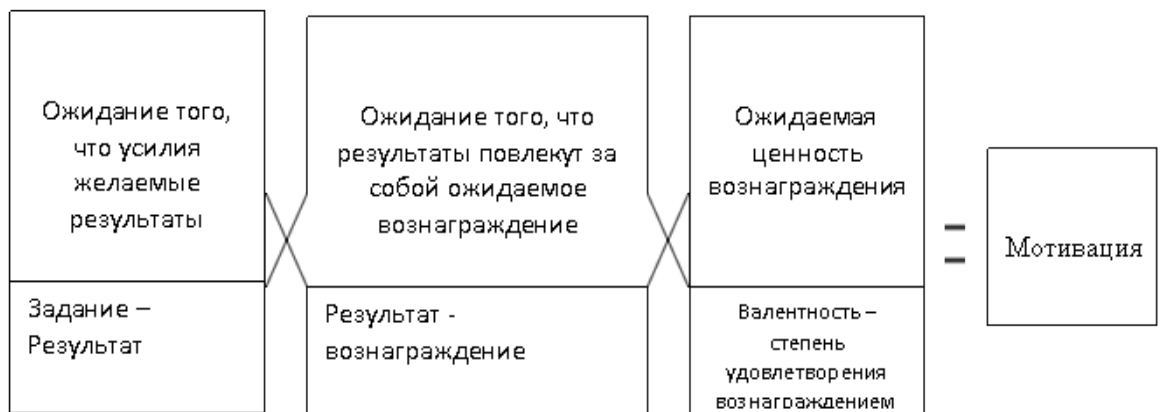 Ожидание того,
что усилия
желаемые
результаты
Задание –
Результат
Ожидание того, что
результаты повлекут за
собой ожидаемое
вознаграждение
Результат -
вознаграждение
Ожидаемая
ценность
вознаграждения
Валентность –
степень
удовлетворения
вознаграждением
=
Мотивация